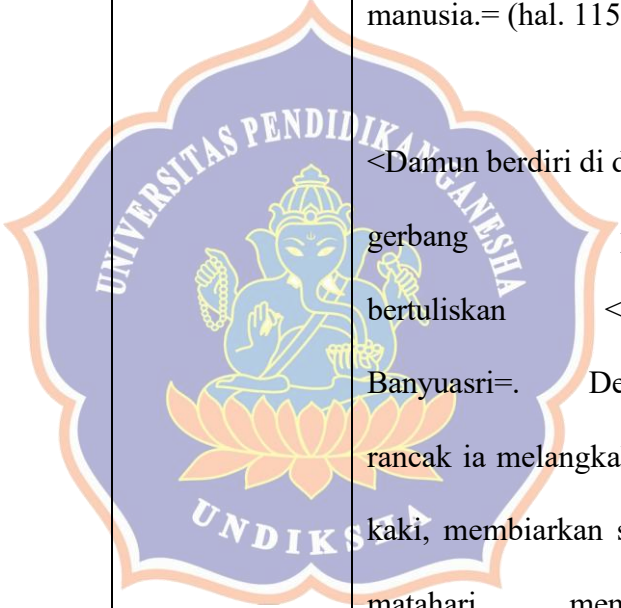 manusia.= (hal. 115
<Damun berdiri di d
gerbang
bertuliskan <
Banyuasri=. De
rancak ia melangka
kaki, membiarkan s
matahari men
UNIVERSITAS PENDIDIKAN GANESHA
UNDIKSHA